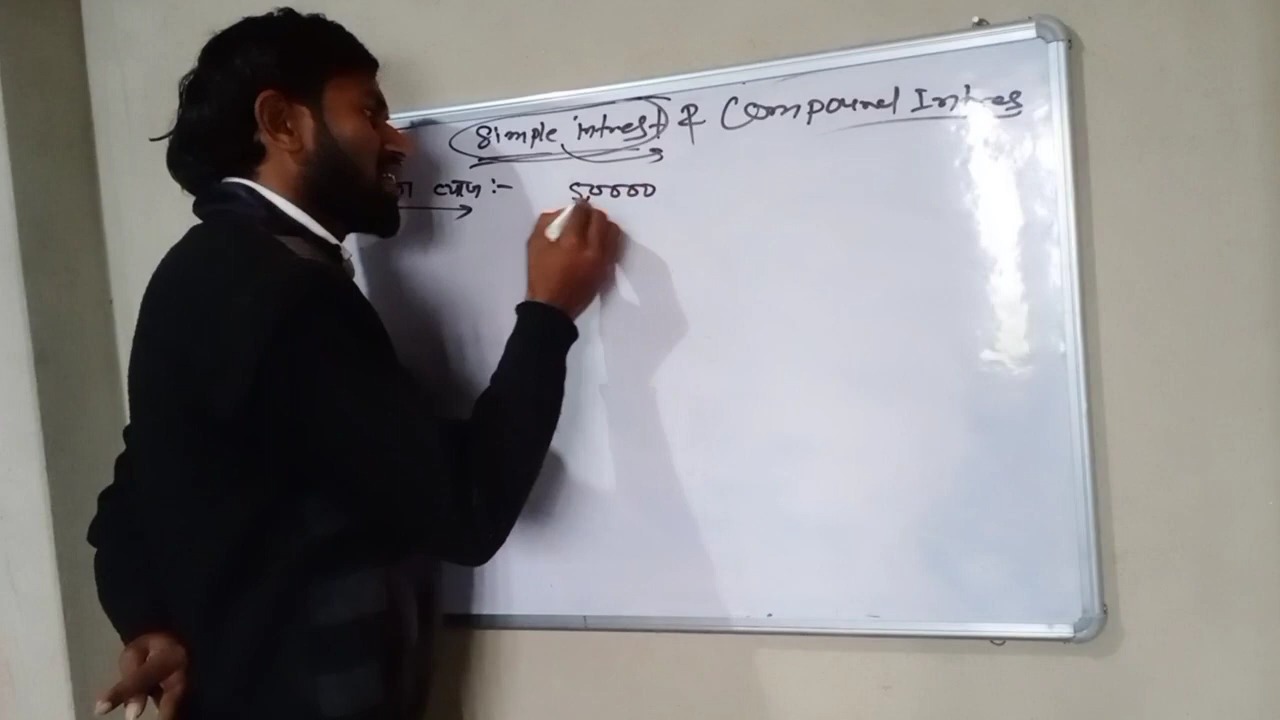 Simple intrest & Compound Intres
ब्याज :- 50000